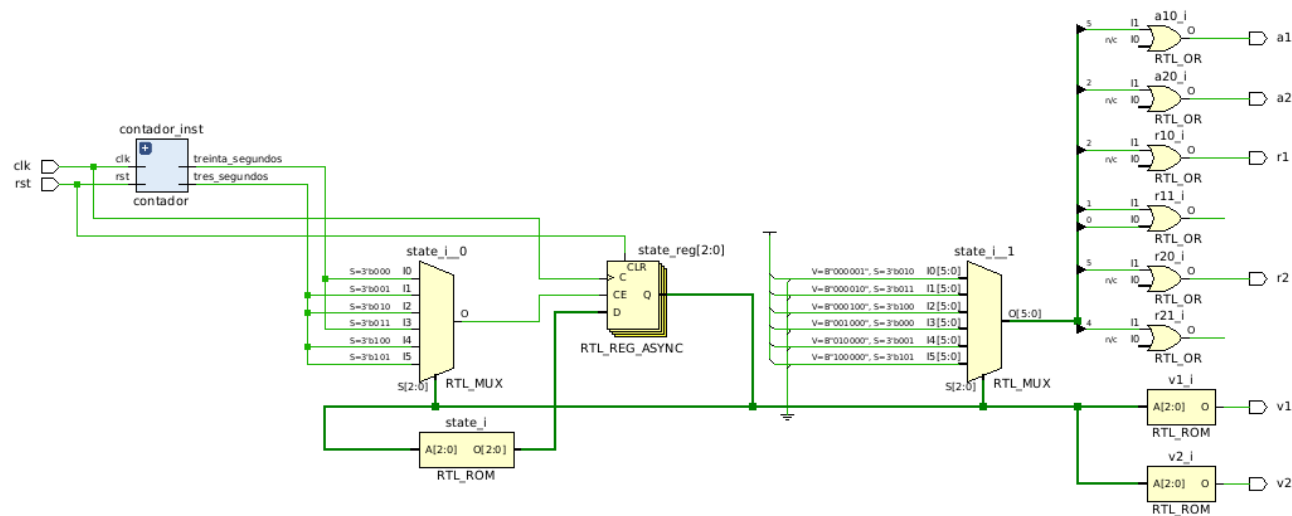 contador_inst
clk
rst
clk
rst
treinta_segundos
tres_segundos
contador
state_i__0
S=3'b000 I0
S=3'b001 I1
S=3'b010 I2
S=3'b011 I3
S=3'b100 I4
S=3'b101 I5
O
S[2:0]
RTL_MUX
state_i
A[2:0] O[2:0]
RTL_ROM
state_reg[2:0]
CLR
C
CE
D
Q
RTL_REG_ASYNC
state_i__1
V=B"000001", S=3'b010 I0[5:0]
V=B"000010", S=3'b011 I1[5:0]
V=B"000100", S=3'b100 I2[5:0]
V=B"001000", S=3'b000 I3[5:0]
V=B"010000", S=3'b001 I4[5:0]
V=B"100000", S=3'b101 I5[5:0]
O[5:0]
S[2:0]
RTL_MUX
a10_i
5 I1 O
n/c I0
a1
RTL_OR
a20_i
2 I1 O
n/c I0
a2
RTL_OR
r10_i
2 I1 O
n/c I0
r1
RTL_OR
r11_i
1 I1 O
0 I0
RTL_OR
r20_i
5 I1 O
n/c I0
r2
RTL_OR
r21_i
4 I1 O
n/c I0
RTL_OR
v1_i
A[2:0] O
v1
RTL_ROM
v2_i
A[2:0] O
v2
RTL_ROM